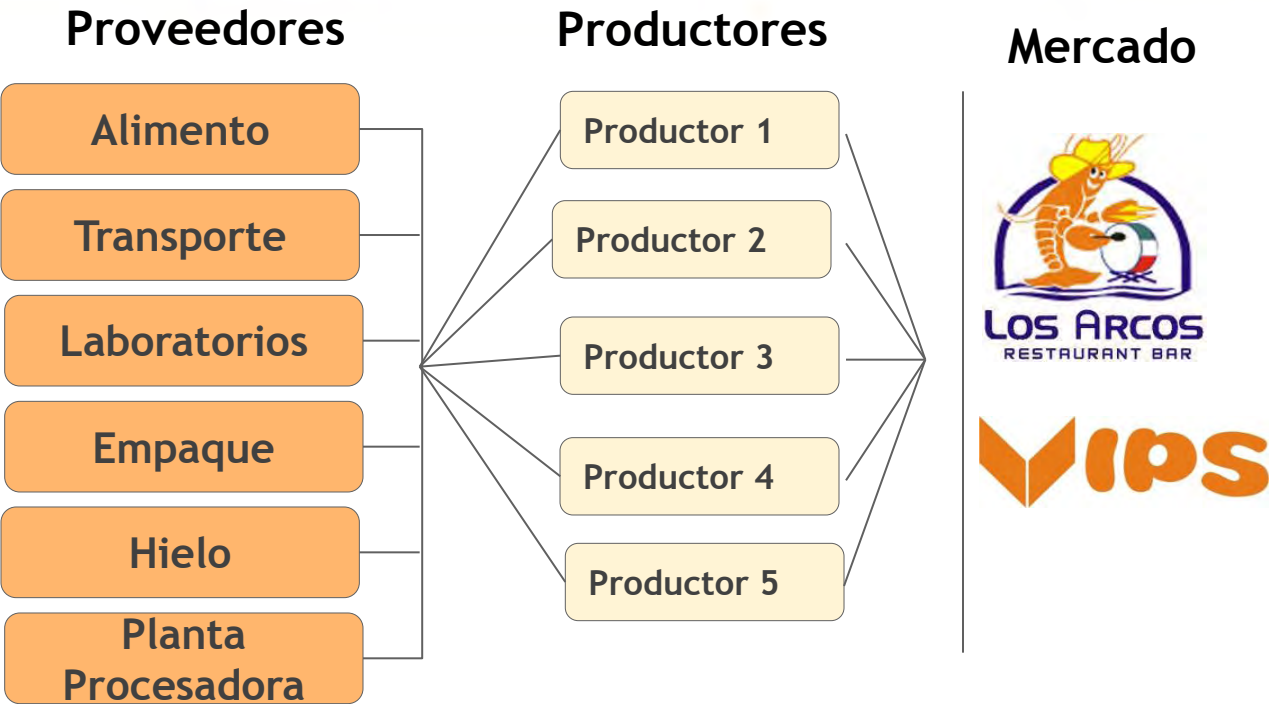 Proveedores
Alimento
Transporte
Laboratorios
Empaque
Hielo
Planta
Procesadora
Productores
Productor 1
Productor 2
Productor 3
Productor 4
Productor 5
Mercado
LOS ARCOS
RESTAURANT BAR
VIPS